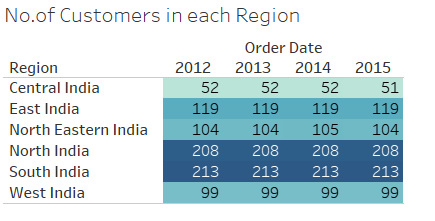 No.of Customers in each Region
Order Date
Region 2012 2013 2014 2015
Central India 52 52 52 51
East India 119 119 119 119
North Eastern India 104 104 105 104
North India 208 208 208 208
South India 213 213 213 213
West India 99 99 99 99